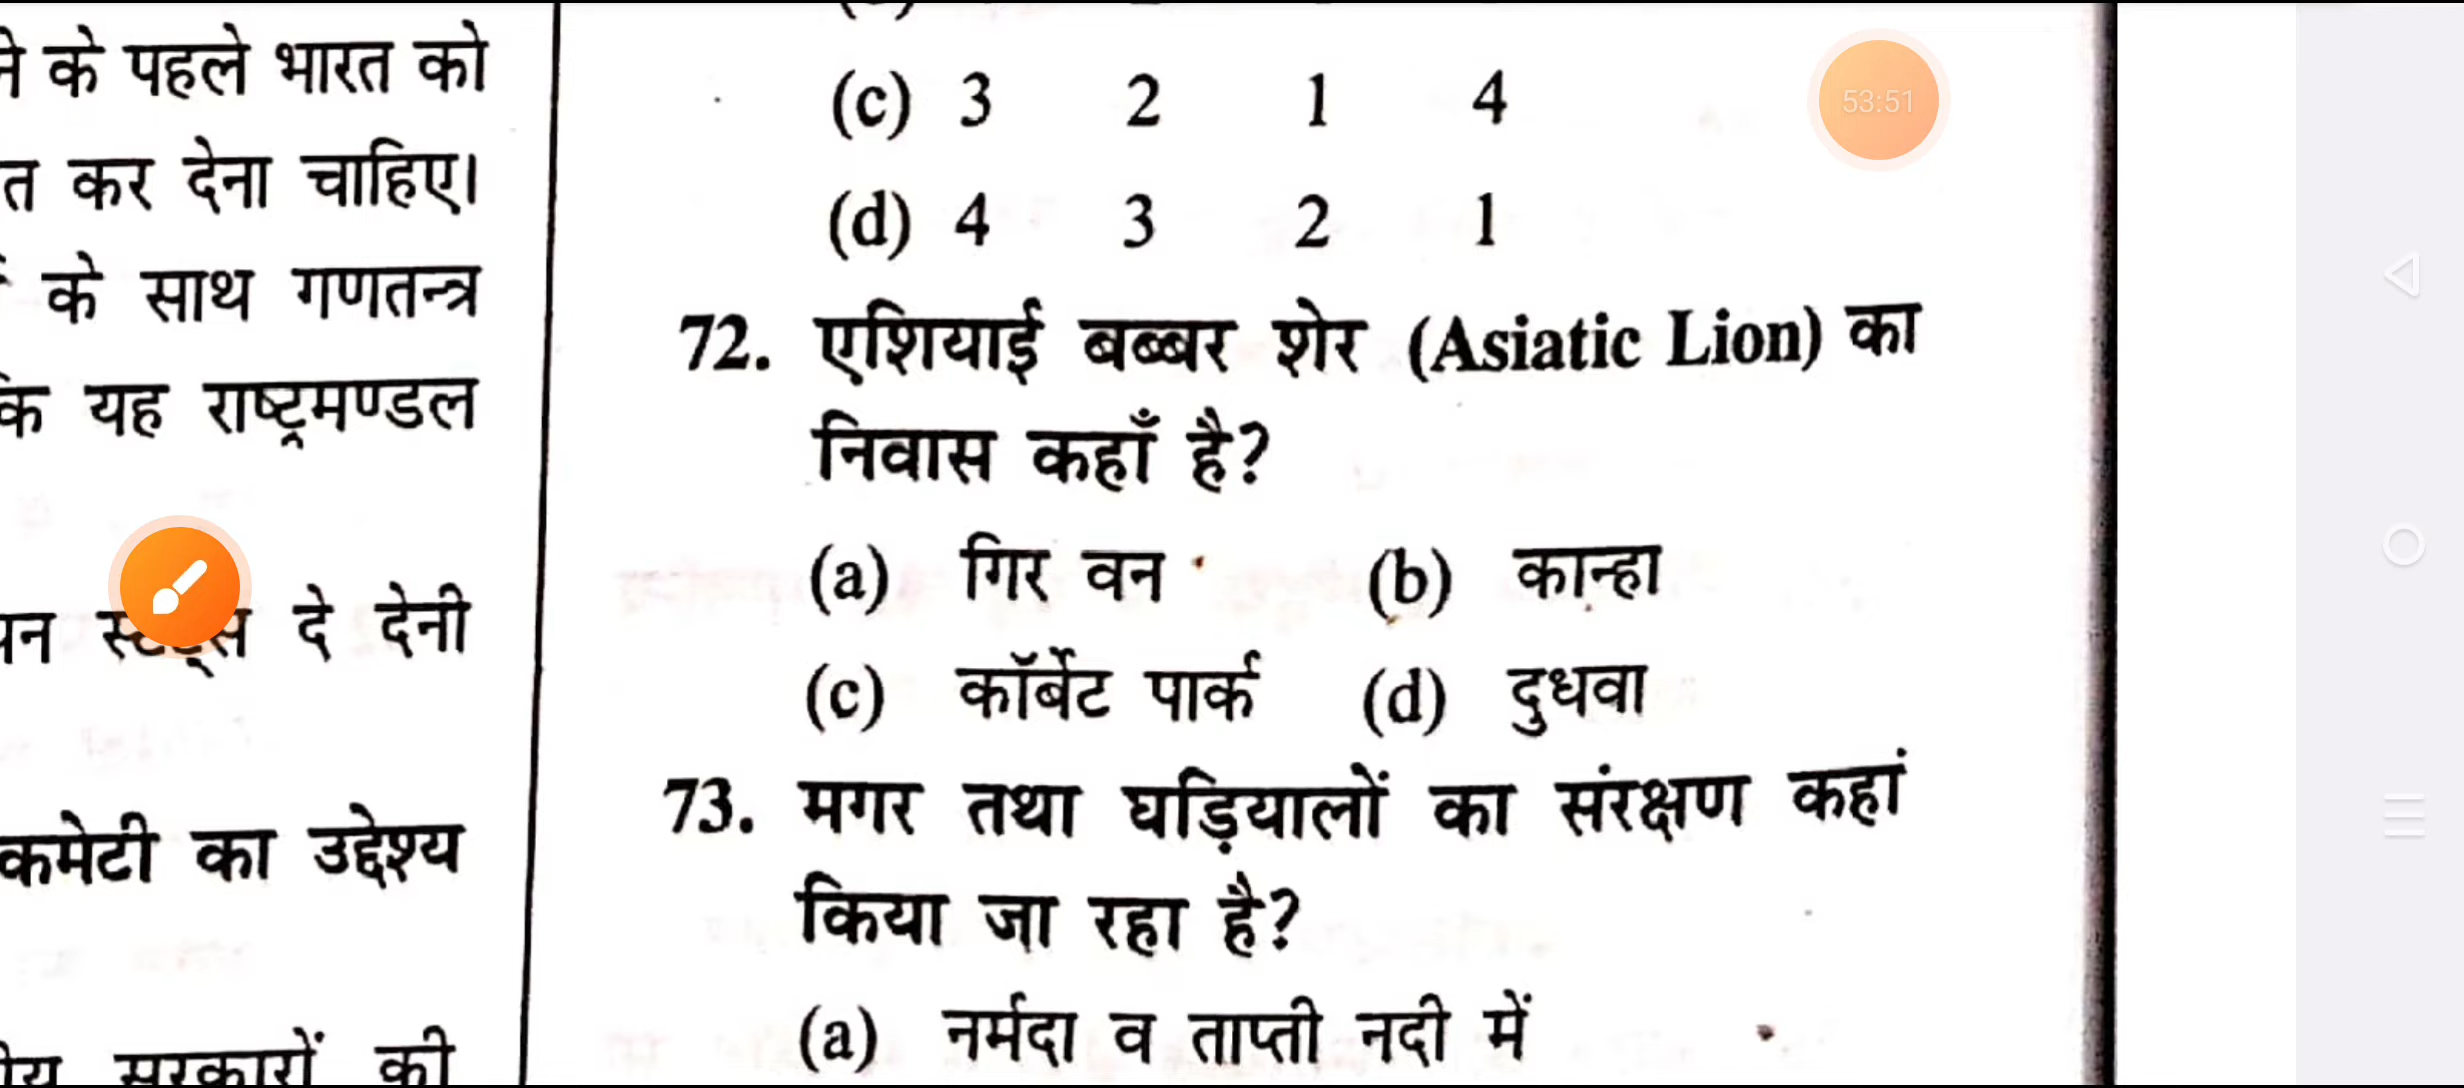 के पहले भारत को
कर देना चाहिए।
के साथ गणतन्त्र
यह राष्ट्रमण्डल
दे देनी
कमेटी का उद्देश्य
सरकारों की
(c) 3 2 1 4
53:51
(d) 4 3 2 1
72. एशियाई बब्बर शेर (Asiatic Lion) का
निवास कहाँ है?
(a) गिर वन (b) कान्हा
(c) कॉर्बेट पार्क (d) दुधवा
73. मगर तथा घड़ियालों का संरक्षण कहां
किया जा रहा है?
(a) नर्मदा व ताप्ती नदी में